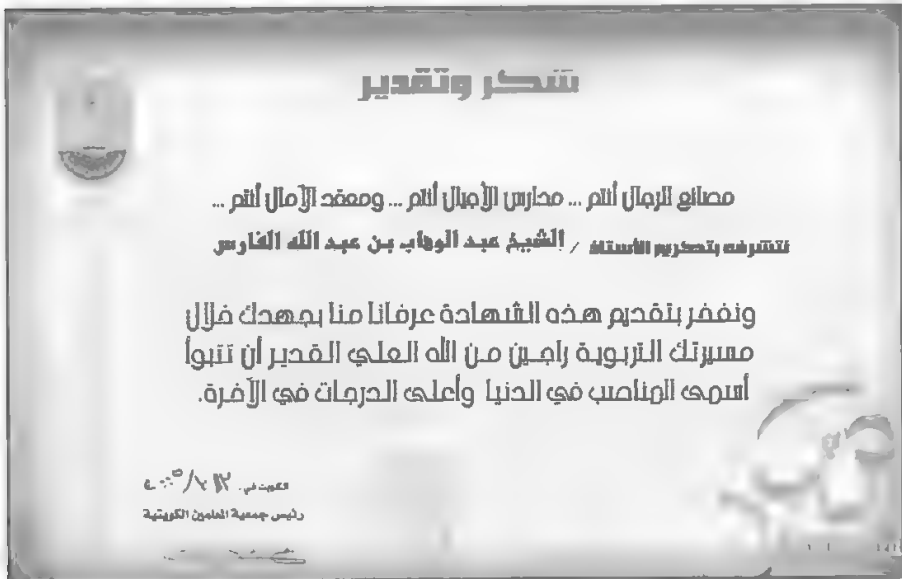 شكر وتقدير
مصانع الرجال أنتم ... مدارس الأجيال أنتم ... ومعقد الآمال أنتم ...
نتشرف بتكريم الأستاذ / الشيخ عبد الوهاب بن عبد الله الفارس
ونفخر بتقديم هذه الشهادة عرفانا منا بجهدك خلال
مسيرتك التربوية راجين من الله العلي القدير أن تتبوأ
أسمى المناصب في الدنيا وأعلى الدرجات في الآخرة.
الكويت في:
رئيس جمعية المعلمين الكويتية